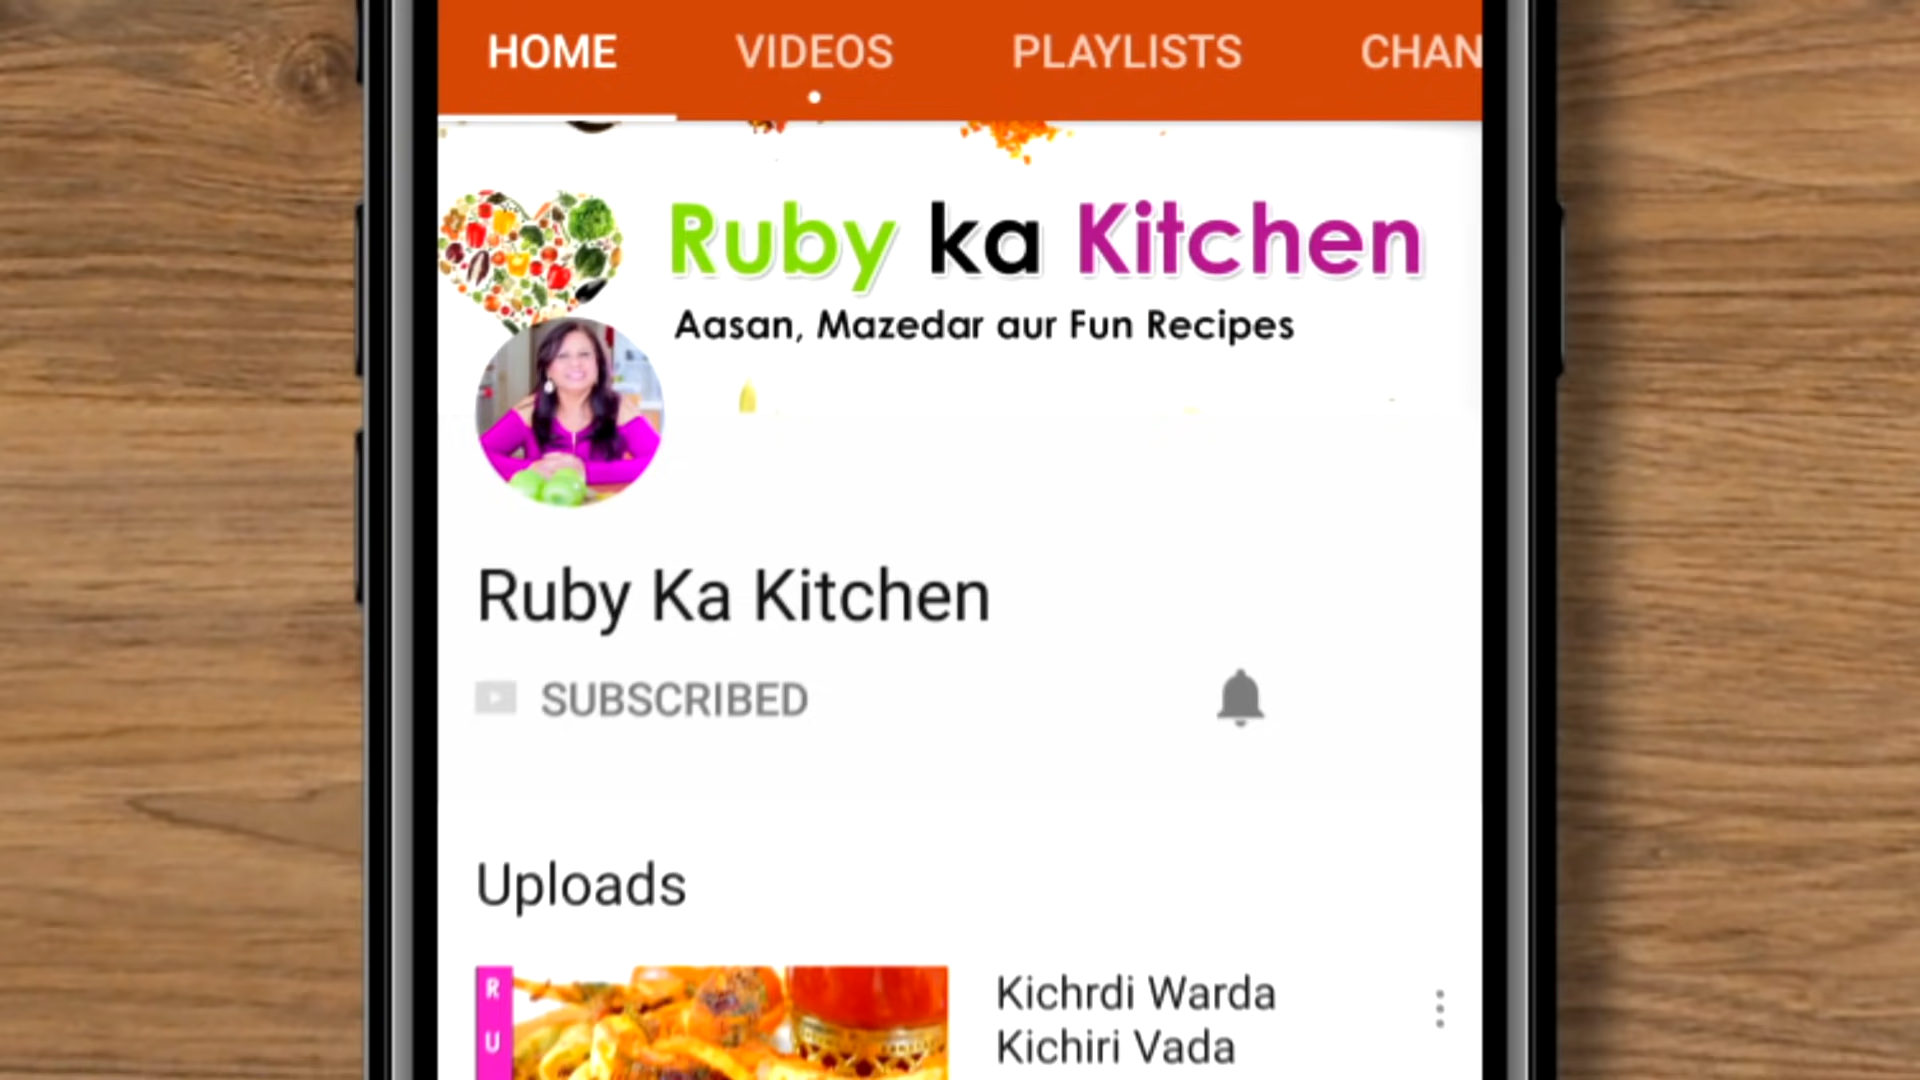 HOME VIDEOS PLAYLISTS CHAN
Ruby ka Kitchen
Aasan, Mazedar aur Fun Recipes
Ruby Ka Kitchen
SUBSCRIBED
Uploads
R
U
Kichrdi Warda
Kichiri Vada